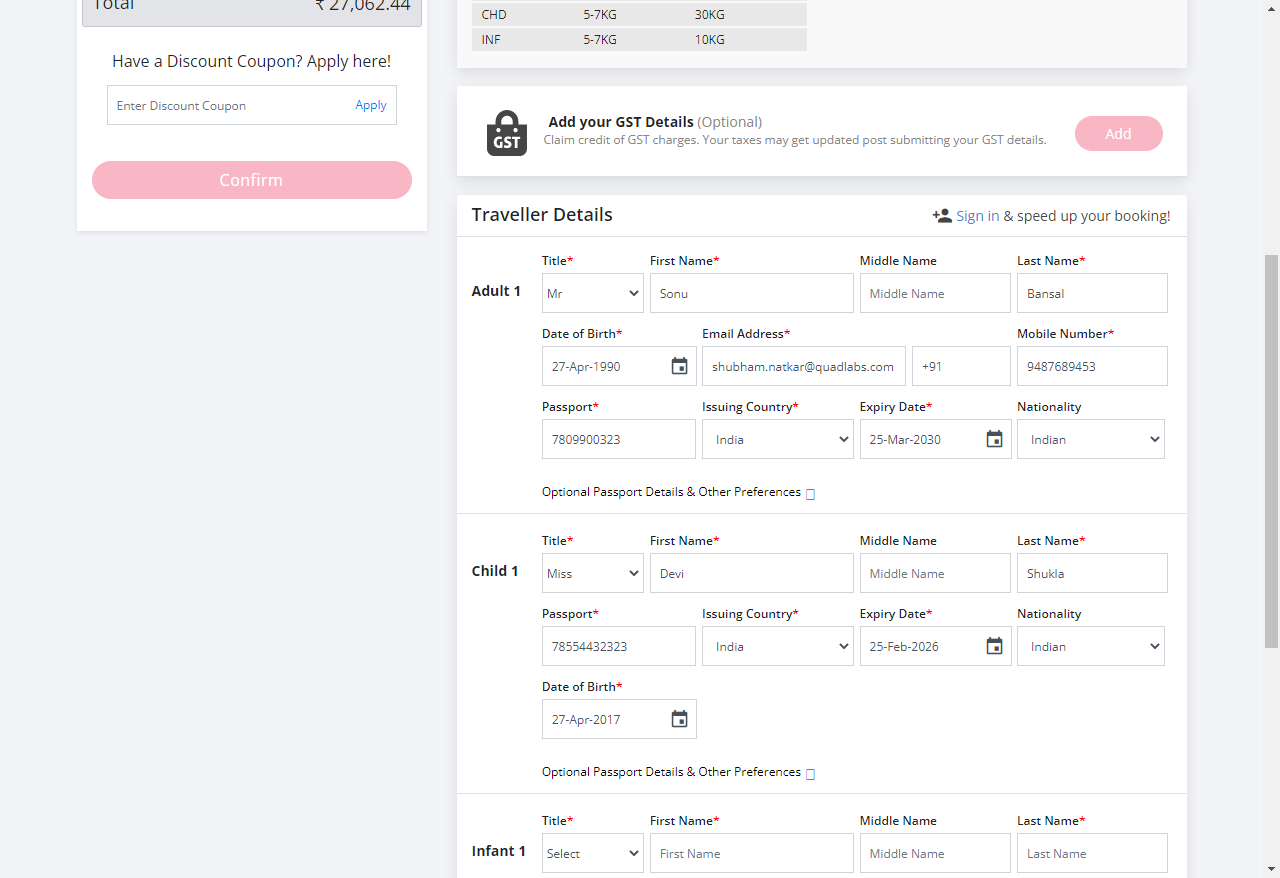 Total ₹ 27,062.44
Have a Discount Coupon? Apply here!
Enter Discount Coupon Apply
Confirm
CHD 5-7KG 30KG
INF 5-7KG 10KG
GST
Add your GST Details (Optional)
Claim credit of GST charges. Your taxes may get updated post submitting your GST details.
Add
Traveller Details
Sign in & speed up your booking!
Title* First Name* Middle Name Last Name*
Adult 1 Mr Sonu Middle Name Bansal
Date of Birth* Email Address* Mobile Number*
27-Apr-1990 shubham.natkar@quadlabs.com +91 9487689453
Passport* Issuing Country* Expiry Date* Nationality
7809900323 India 25-Mar-2030 Indian
Optional Passport Details & Other Preferences
Title* First Name* Middle Name Last Name*
Child 1 Miss Devi Middle Name Shukla
Passport* Issuing Country* Expiry Date* Nationality
78554432323 India 25-Feb-2026 Indian
Date of Birth*
27-Apr-2017
Optional Passport Details & Other Preferences
Title* First Name* Middle Name Last Name*
Infant 1 Select First Name Middle Name Last Name